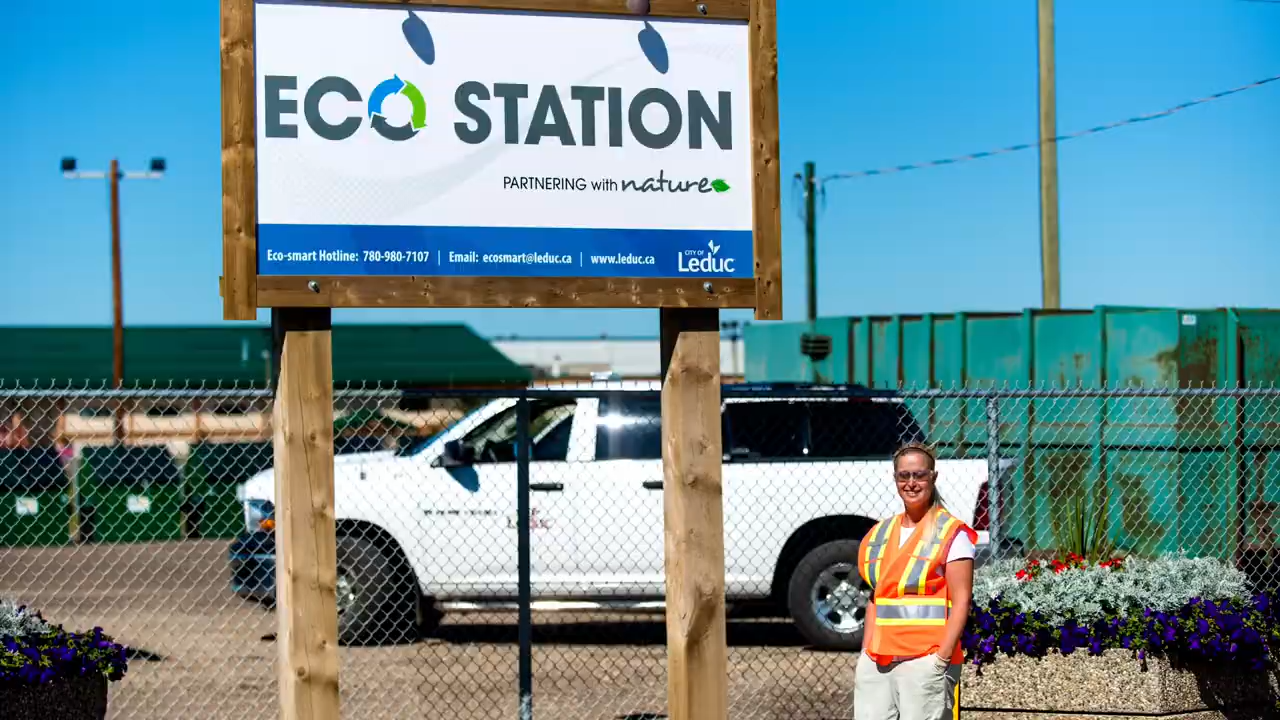 ECO STATION
PARTNERING with nature
Eco-smart Hotline: 780-980-7107 | Email: ecosmart@leduc.ca | www.leduc.ca
CITY OF
Leduc